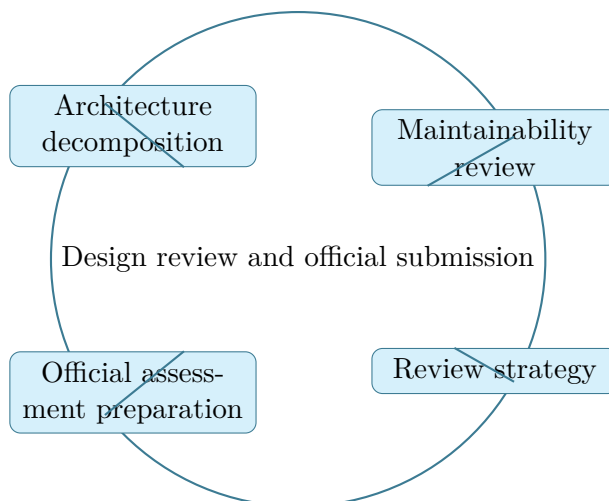 Architecture
decomposition
Maintainability
review
Design review and official submission
Official assess-
ment preparation
Review strategy